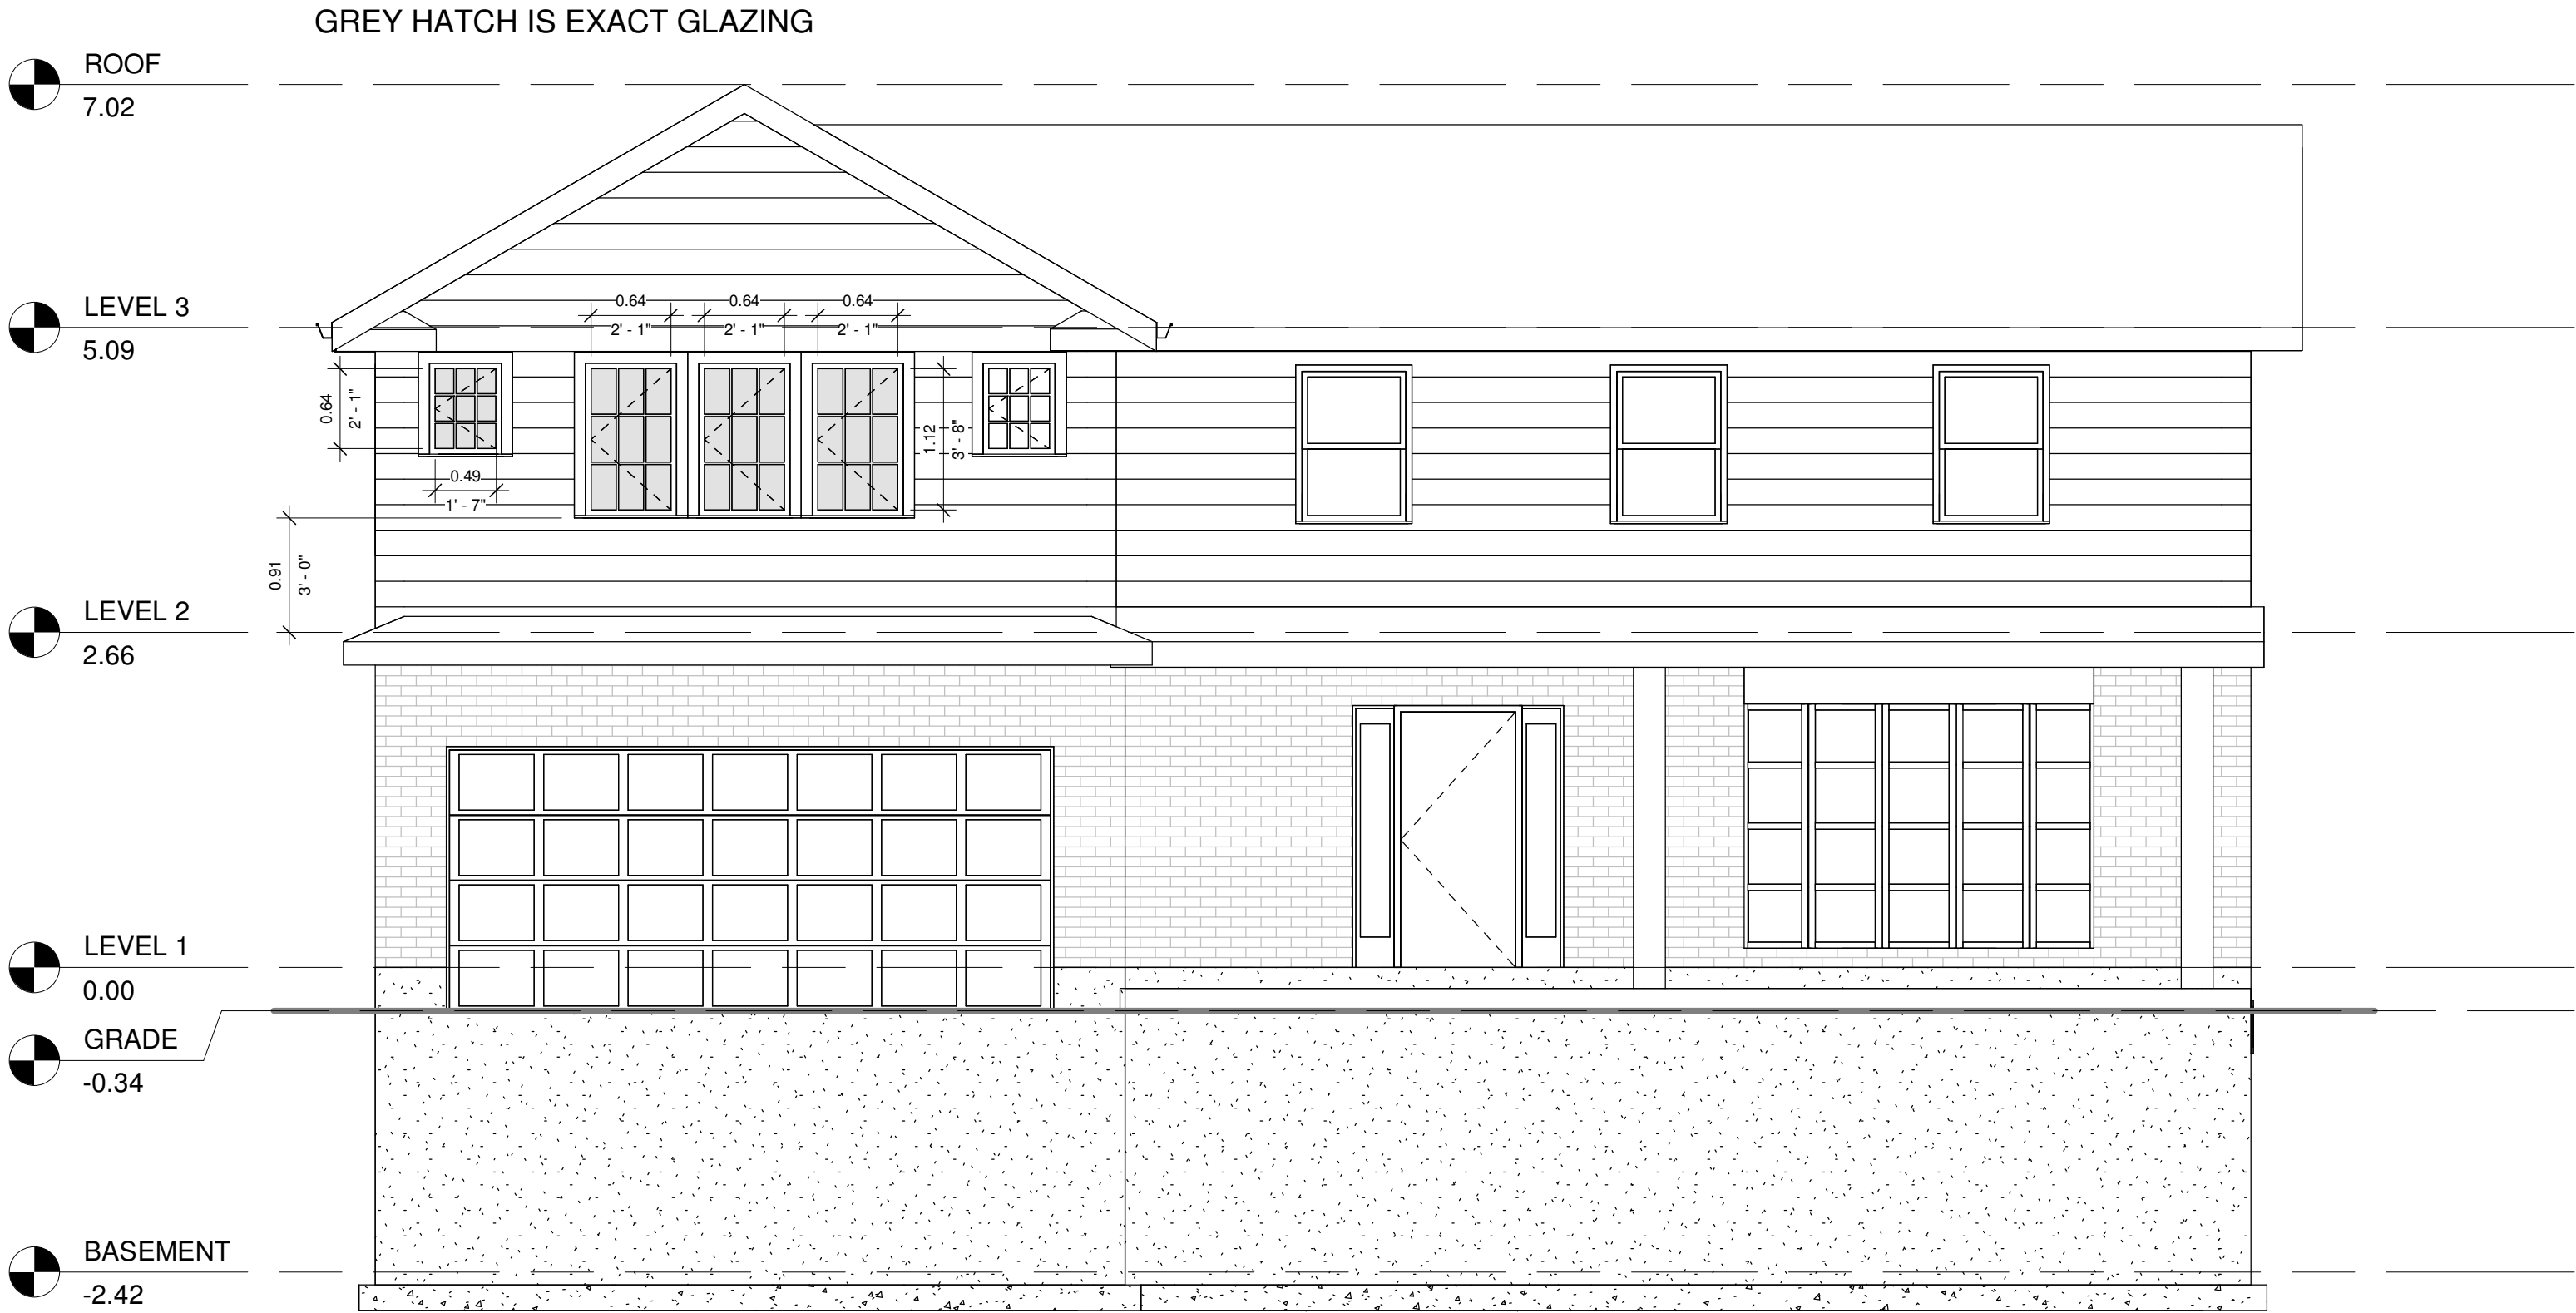 GREY HATCH IS EXACT GLAZING
ROOF
7.02
LEVEL 3
5.09
0.64
0.64
0.64
2' - 1"
2' - 1"
2' - 1"
0.64
2' - 1"
1.12
3' - 8"
0.49
1' - 7"
0.91
3' - 0"
LEVEL 2
2.66
LEVEL 1
0.00
GRADE
-0.34
BASEMENT
-2.42